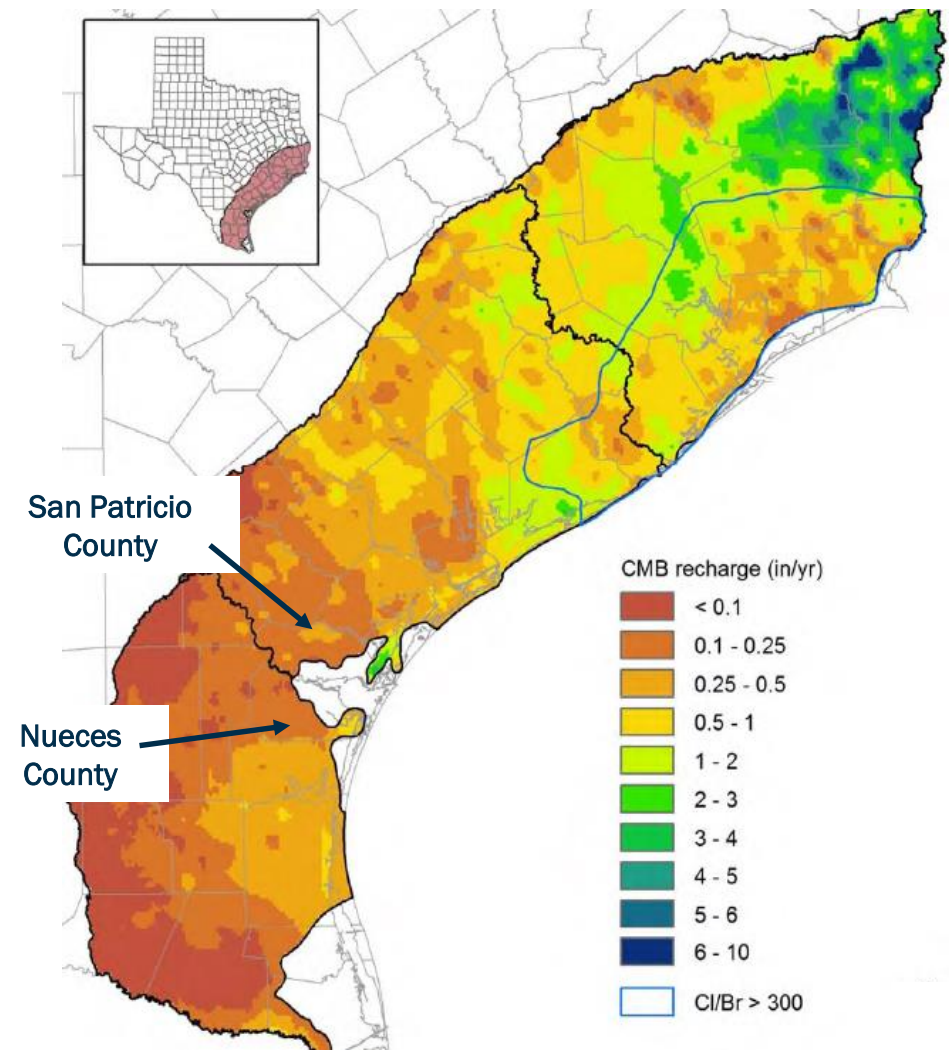 San Patricio
County
Nueces
County
CMB recharge (in/yr)
< 0.1
0.1 - 0.25
0.25 - 0.5
0.5 - 1
1 - 2
2 - 3
3 - 4
4 - 5
5 - 6
6 - 10
Cl/Br > 300